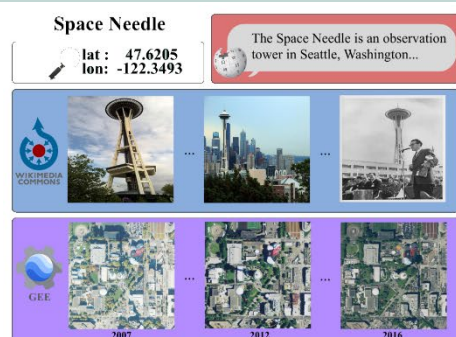 Space Needle
lat : 47.6205
lon: -122.3493
The Space Needle is an observation
tower in Seattle, Washington...
... ...
WIKIMEDIA
COMMONS
... ...
GEE
2007 2012 2016